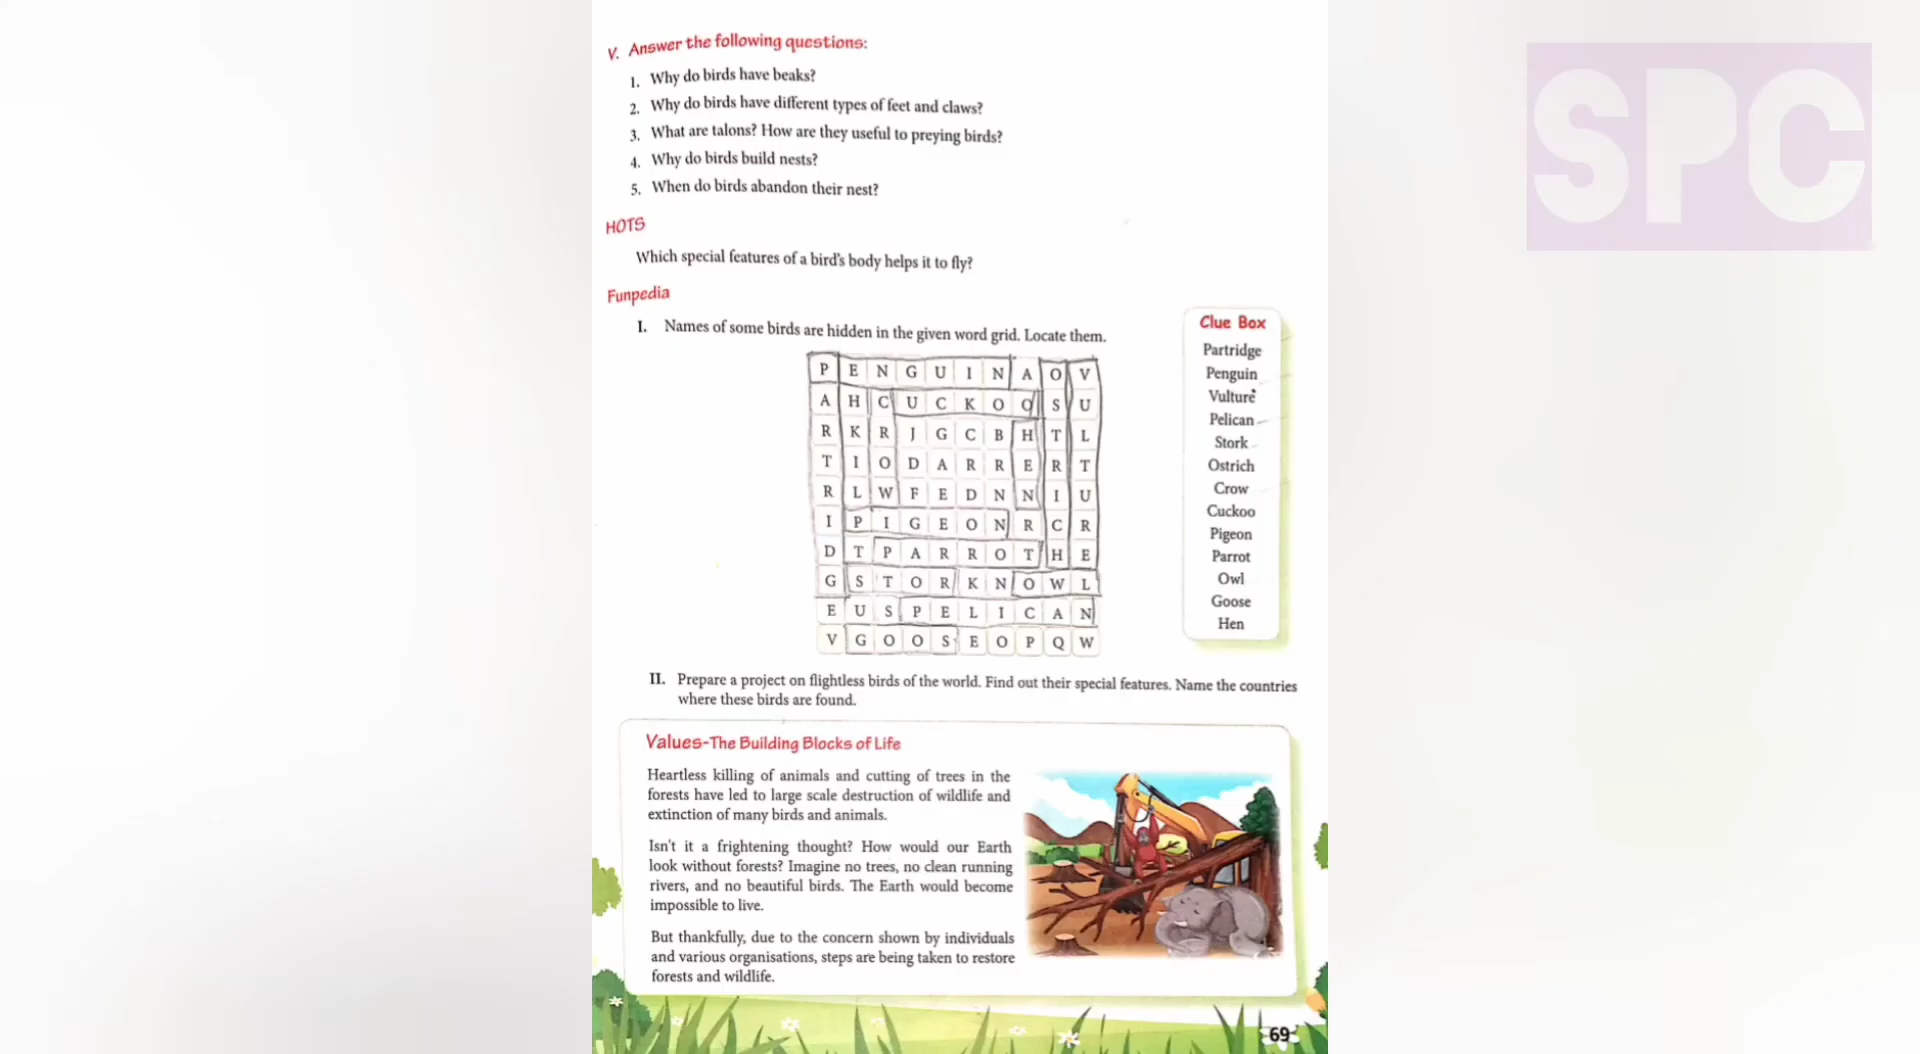 V. Answer the following questions:
1. Why do birds have beaks?
2. Why do birds have different types of feet and claws?
3. What are talons? How are they useful to preying birds?
4. Why do birds build nests?
5. When do birds abandon their nest?
HOTS
Which special features of a bird's body helps it to fly?
Funpedia
I. Names of some birds are hidden in the given word grid. Locate them.
P E N G U I N A O V
A H C U C K O O S U
R K R J G C B H T L
T I O D A R R E R T
R L W F E D N N I U
I P I G E O N R C R
D T P A R R O T H E
G S T O R K N O W L
E U S P E L I C A N
V G O O S E O P Q W
Clue Box
Partridge
Penguin
Vulture
Pelican
Stork
Ostrich
Crow
Cuckoo
Pigeon
Parrot
Owl
Goose
Hen
II. Prepare a project on flightless birds of the world. Find out their special features. Name the countries
where these birds are found.
Values-The Building Blocks of Life
Heartless killing of animals and cutting of trees in the
forests have led to large scale destruction of wildlife and
extinction of many birds and animals.
Isn't it a frightening thought? How would our Earth
look without forests? Imagine no trees, no clean running
rivers, and no beautiful birds. The Earth would become
impossible to live.
But thankfully, due to the concern shown by individuals
and various organisations, steps are being taken to restore
forests and wildlife.
69
SPC